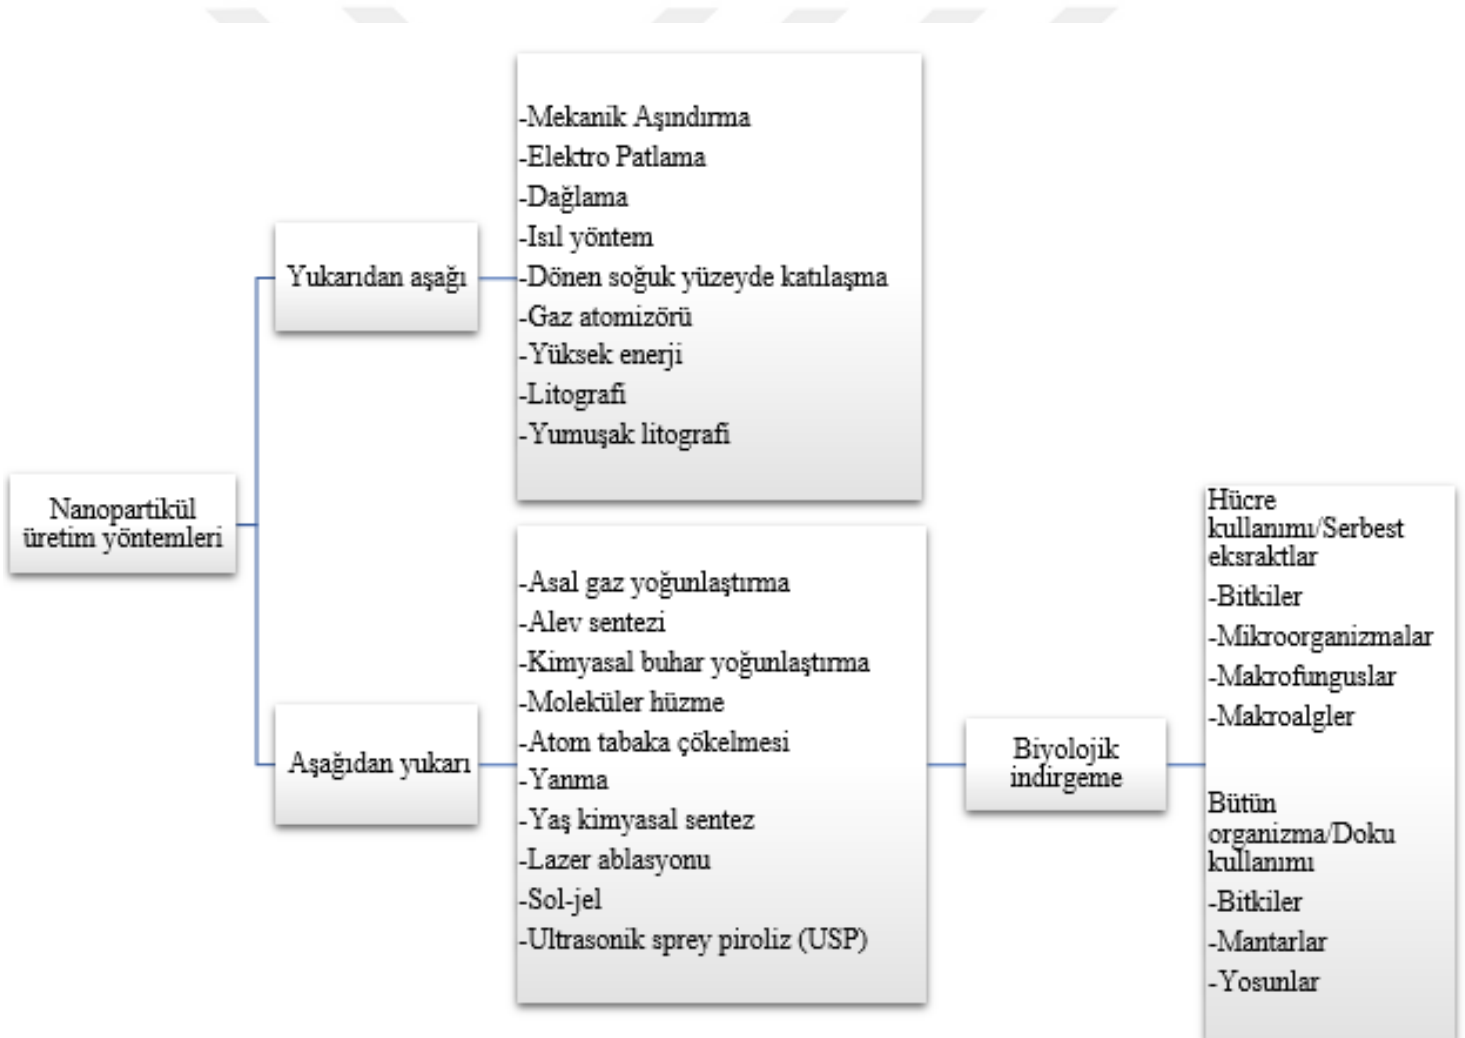 Nanopartikül
üretim yöntemleri
Yukarıdan aşağı
-Mekanik Aşındırma
-Elektro Patlama
-Dağlama
-Isıl yöntem
-Dönen soğuk yüzeyde katılaşma
-Gaz atomizörü
-Yüksek enerji
-Litografi
-Yumuşak litografi
Aşağıdan yukarı
-Asal gaz yoğunlaştırma
-Alev sentezi
-Kimyasal buhar yoğunlaştırma
-Moleküler hüzme
-Atom tabaka çökelmesi
-Yanma
-Yaş kimyasal sentez
-Lazer ablasyonu
-Sol-jel
-Ultrasonik sprey piroliz (USP)
Biyolojik
indirgeme
Hücre
kullanımı/Serbest
eksraktlar
-Bitkiler
-Mikroorganizmalar
-Makrofunguslar
-Makroalgler
Bütün
organizma/Doku
kullanımı
-Bitkiler
-Mantarlar
-Yosunlar